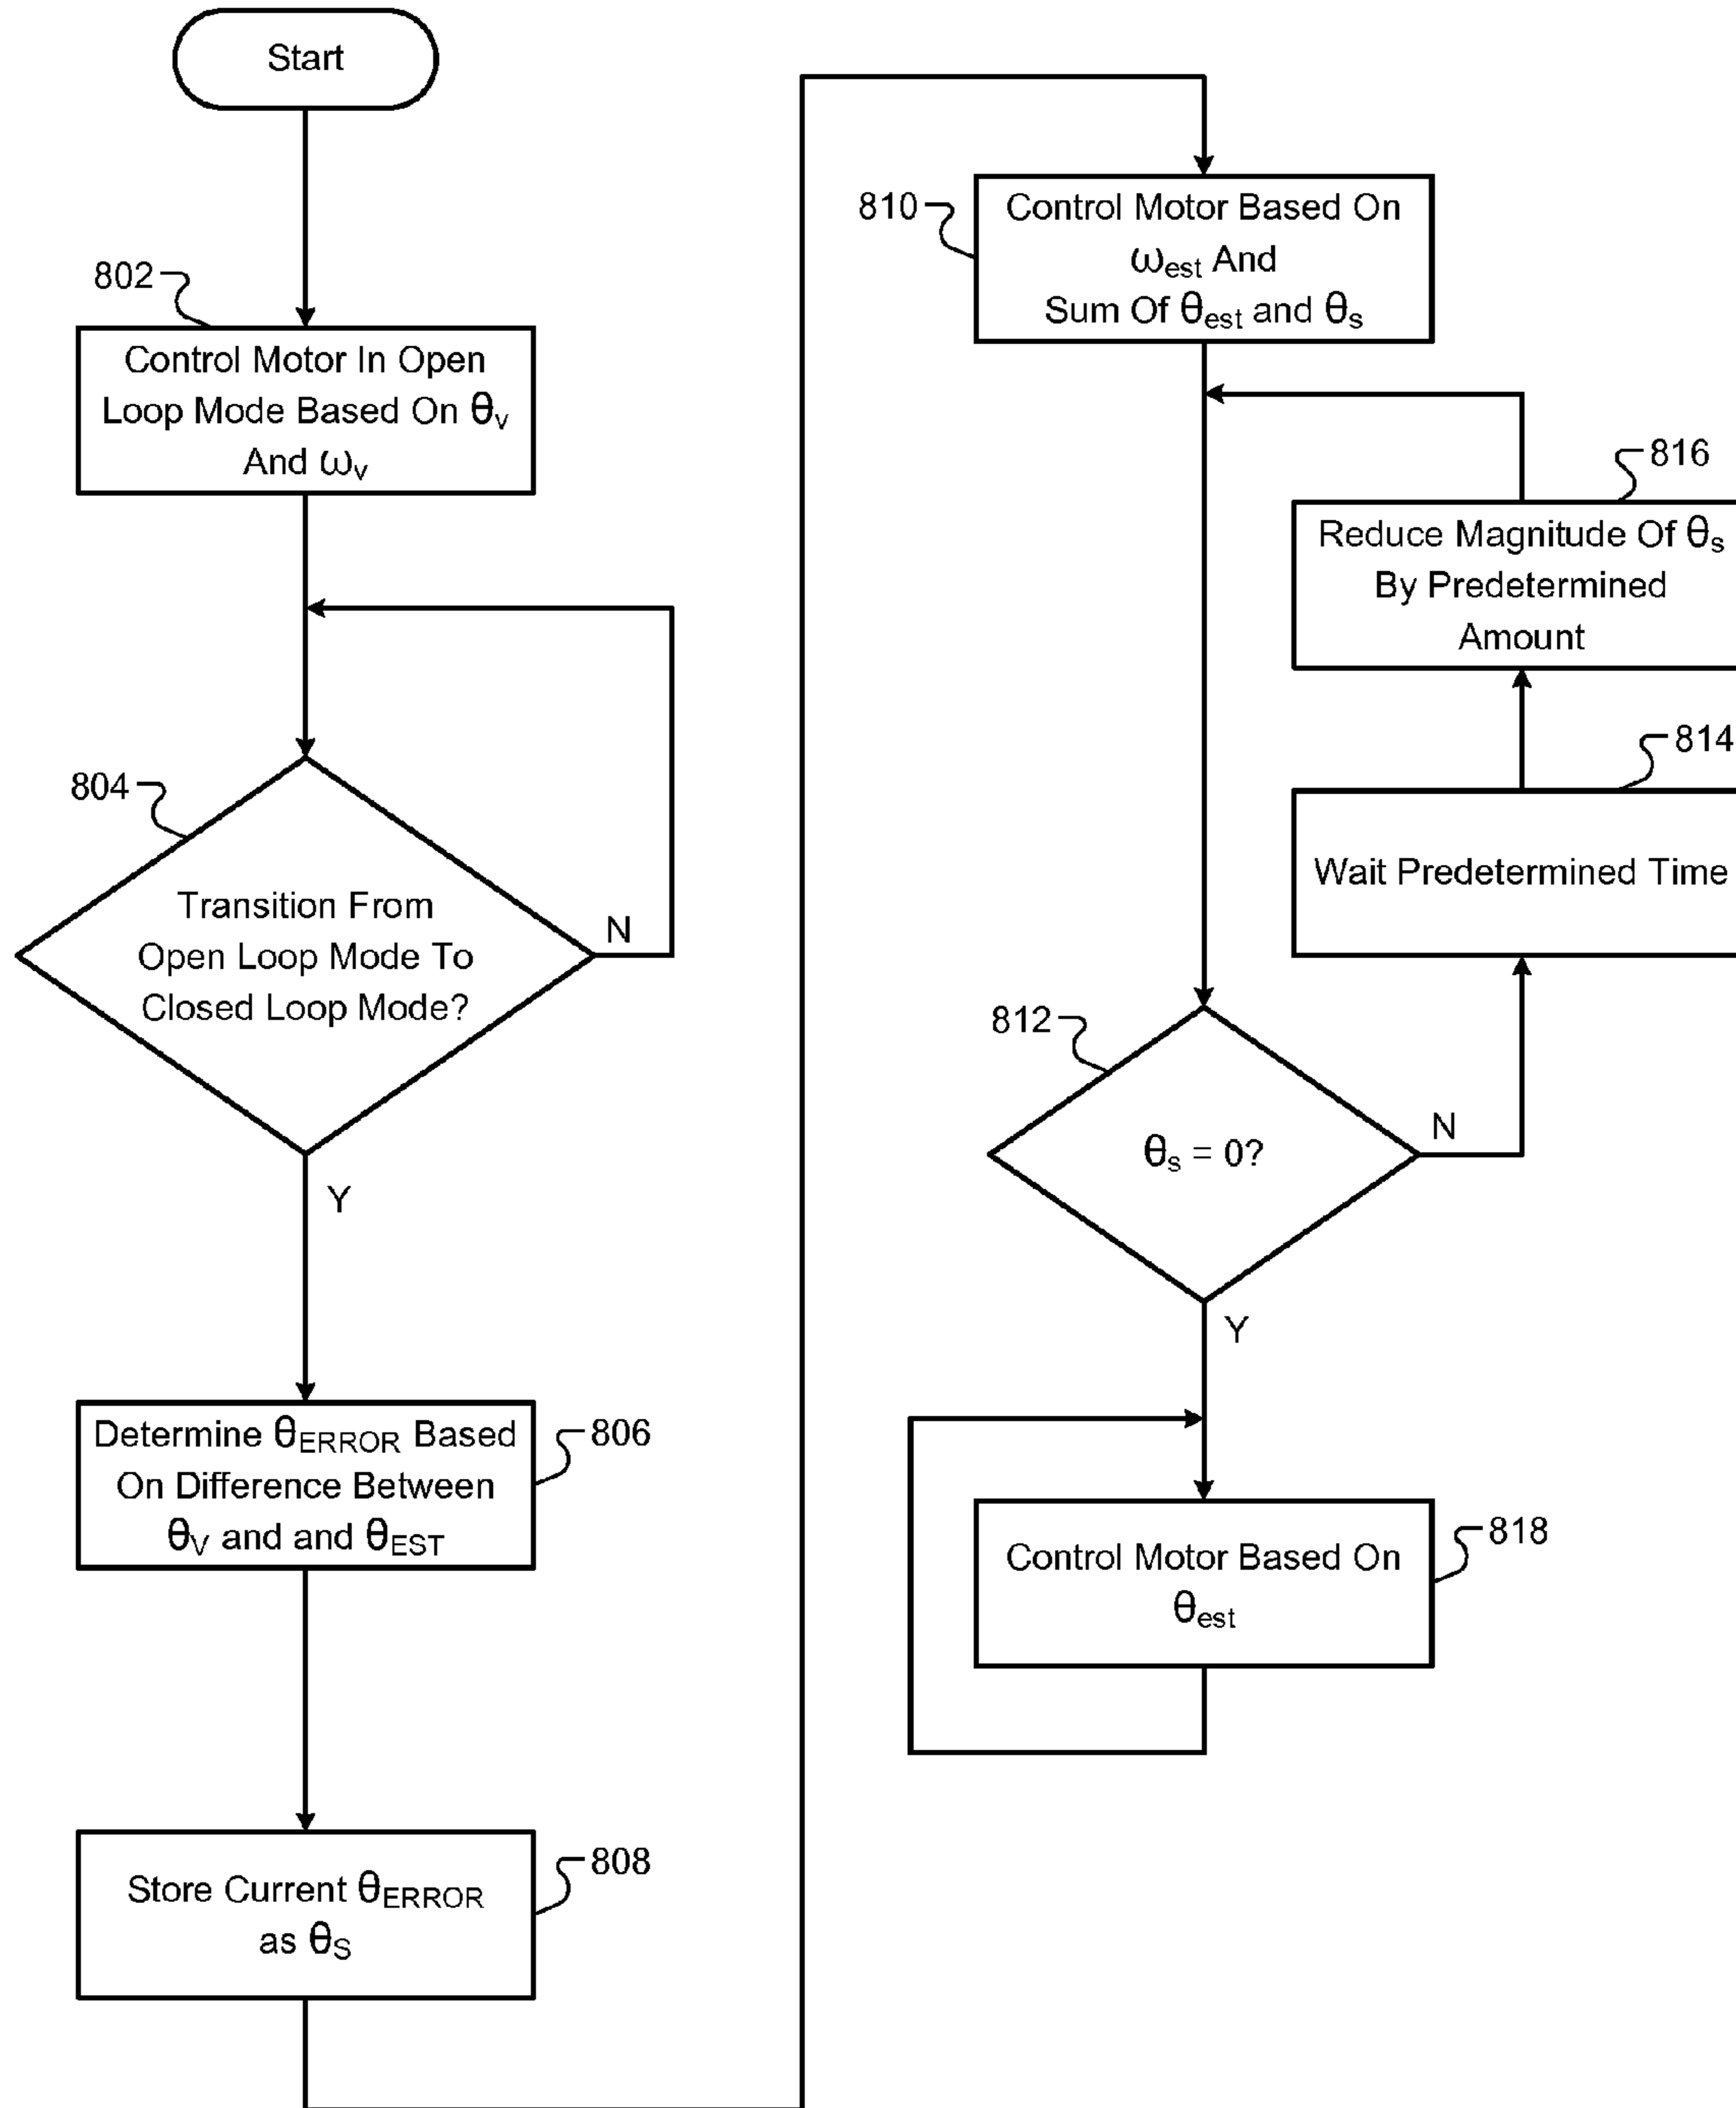 Start
802
Control Motor In Open
Loop Mode Based On θv
And ωv
804
Transition From
Open Loop Mode To
Closed Loop Mode?
N
Y
Determine θERROR Based
On Difference Between
θV and and θEST
806
Store Current θERROR
as θS
808
810
Control Motor Based On
ωest And
Sum Of θest and θs
816
Reduce Magnitude Of θs
By Predetermined
Amount
814
Wait Predetermined Time
812
θs = 0?
N
Y
Control Motor Based On
θest
818